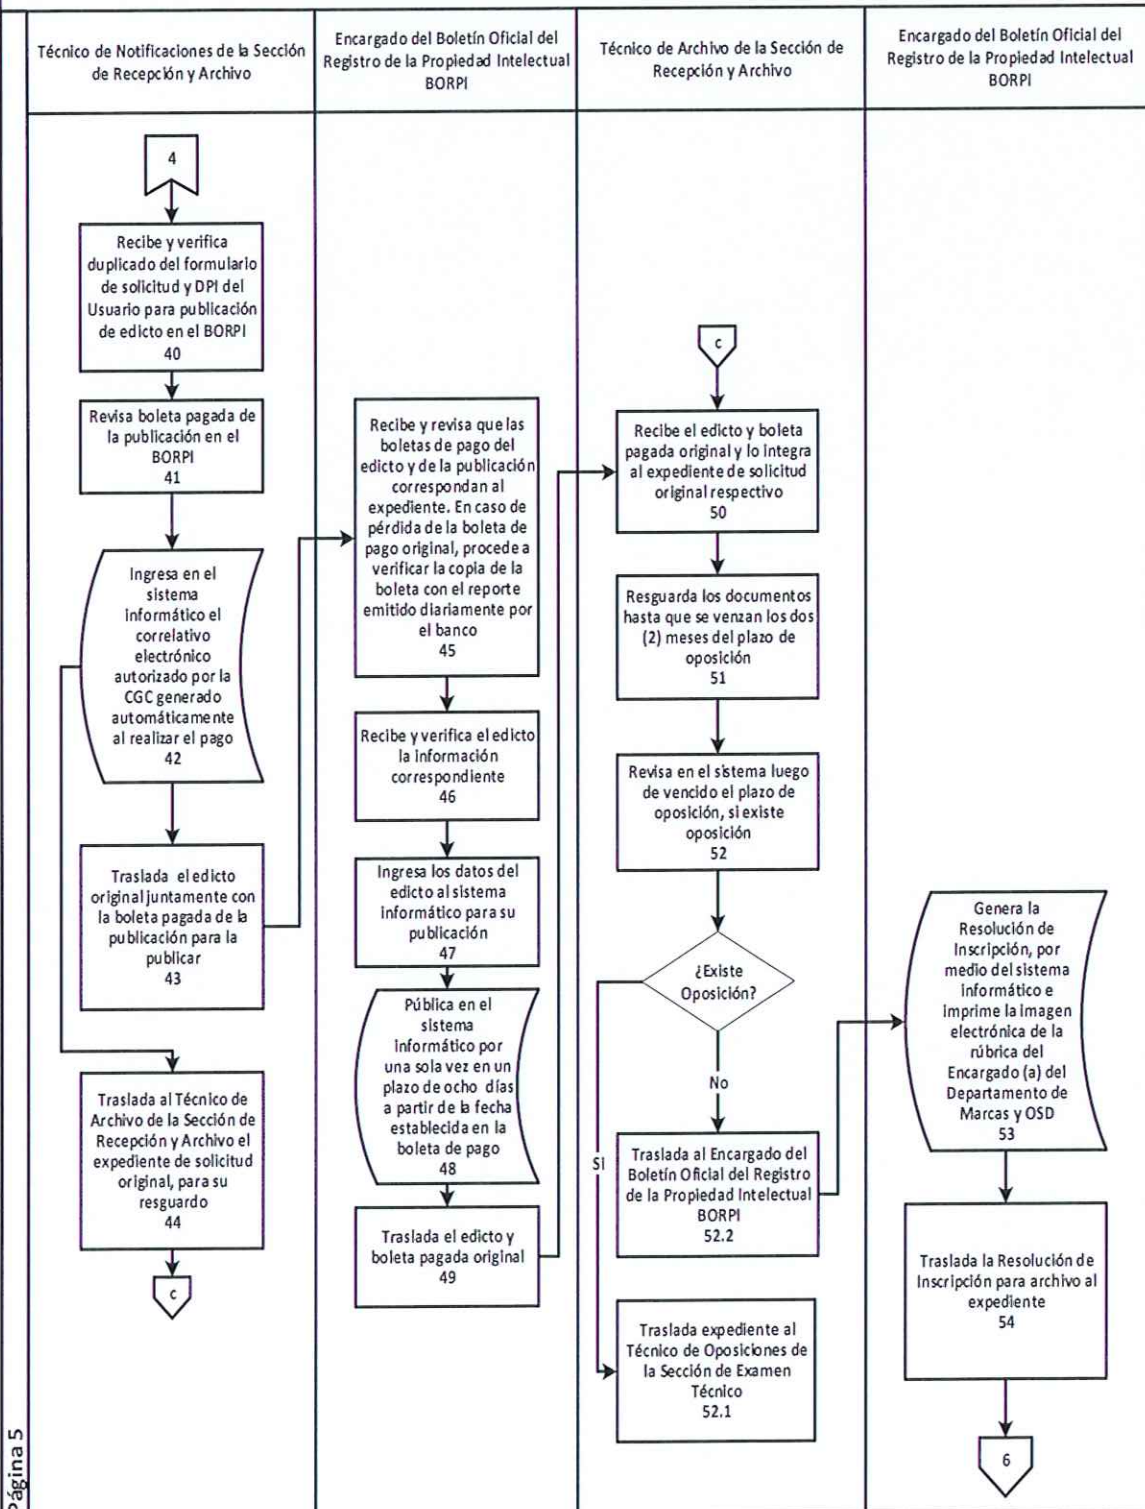 Técnico de Notificaciones de la Sección
de Recepción y Archivo
Encargado del Boletín Oficial del
Registro de la Propiedad Intelectual
BORPI
Técnico de Archivo de la Sección de
Recepción y Archivo
Encargado del Boletín Oficial del
Registro de la Propiedad Intelectual
BORPI
4
Recibe y verifica
duplicado del formulario
de solicitud y DPI del
Usuario para publicación
de edicto en el BORPI
40
Revisa boleta pagada de
la publicación en el
BORPI
41
Ingresa en el
sistema
informático el
correlativo
electrónico
autorizado por la
CGC generado
automáticamente
al realizar el pago
42
Traslada el edicto
original juntamente con
la boleta pagada de la
publicación para la
publicar
43
Traslada al Técnico de
Archivo de la Sección de
Recepción y Archivo el
expediente de solicitud
original, para su
resguardo
44
c
Recibe y revisa que las
boletas de pago del
edicto y de la publicación
correspondan al
expediente. En caso de
pérdida de la boleta de
pago original, procede a
verificar la copia de la
boleta con el reporte
emitido diariamente por
el banco
45
Recibe y verifica el edicto
la información
correspondiente
46
Ingresa los datos del
edicto al sistema
informático para su
publicación
47
Pública en el
sistema
informático por
una sola vez en un
plazo de ocho días
a partir de la fecha
establecida en la
boleta de pago
48
Traslada el edicto y
boleta pagada original
49
c
Recibe el edicto y boleta
pagada original y lo integra
al expediente de solicitud
original respectivo
50
Resguarda los documentos
hasta que se venzan los dos
(2) meses del plazo de
oposición
51
Revisa en el sistema luego
de vencido el plazo de
oposición, si existe
oposición
52
¿Existe
Oposición?
No
Si
Traslada al Encargado del
Boletín Oficial del Registro
de la Propiedad Intelectual
BORPI
52.2
Traslada expediente al
Técnico de Oposiciones de
la Sección de Examen
Técnico
52.1
Genera la
Resolución de
Inscripción, por
medio del sistema
informático e
imprime la imagen
electrónica de la
rúbrica del
Encargado (a) del
Departamento de
Marcas y OSD
53
Traslada la Resolución de
Inscripción para archivo al
expediente
54
6
Página 5